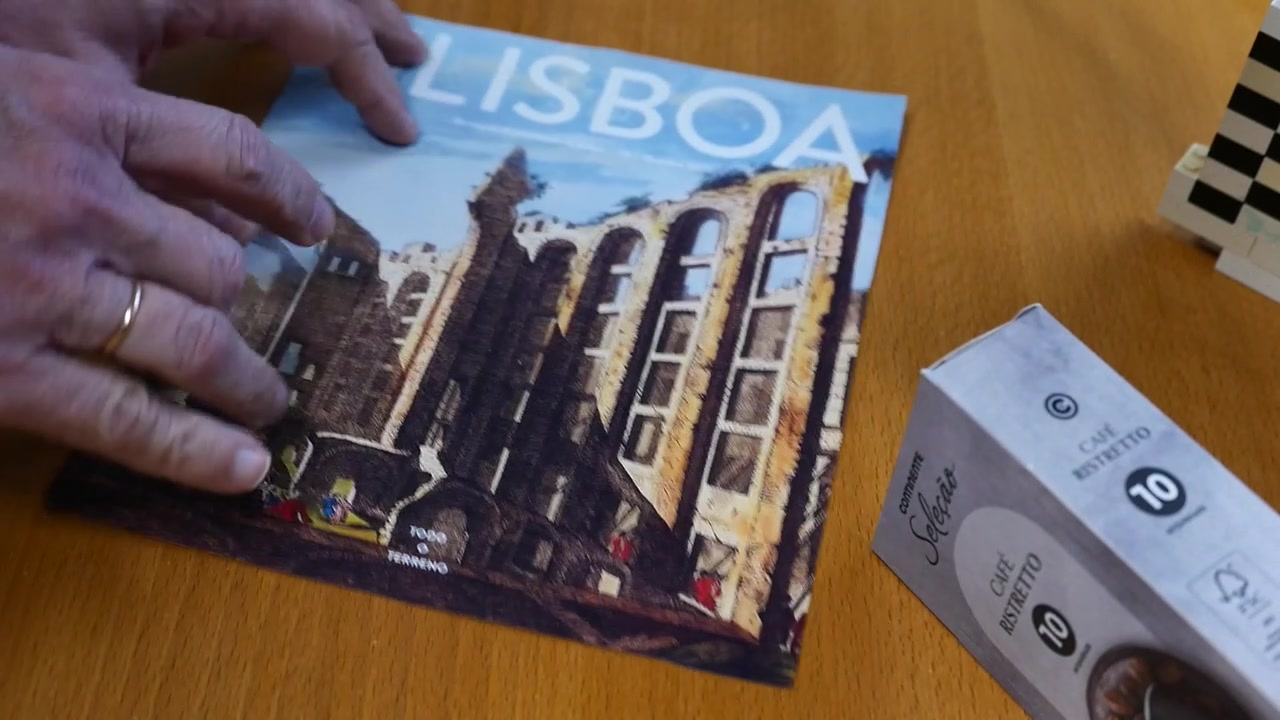 LISBOA
TODO
O
TERRENO
©
CAFÉ
RISTRETTO
10
continente
Seleção
CAFÉ
RISTRETTO
10